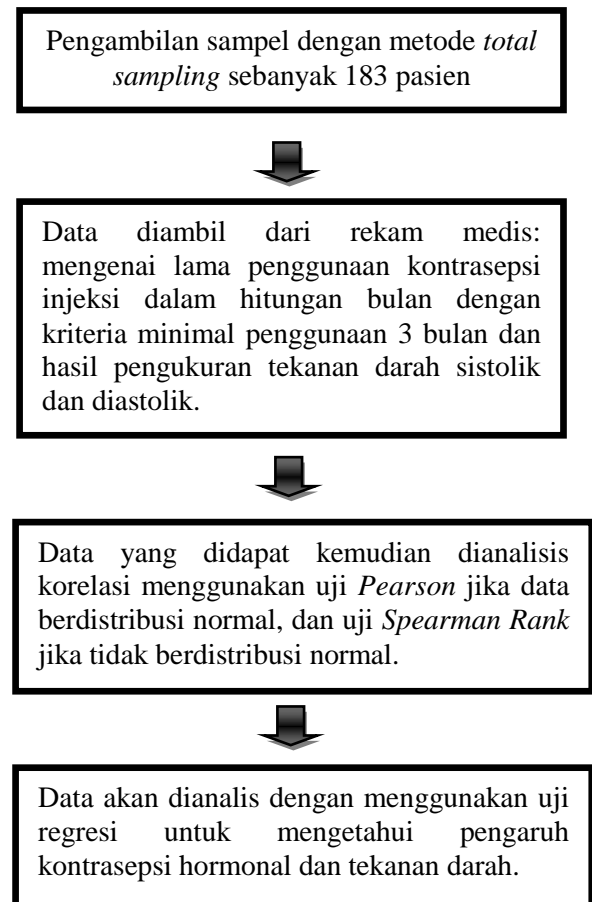 Pengambilan sampel dengan metode total
sampling sebanyak 183 pasien
Data diambil dari rekam medis:
mengenai lama penggunaan kontrasepsi
injeksi dalam hitungan bulan dengan
kriteria minimal penggunaan 3 bulan dan
hasil pengukuran tekanan darah sistolik
dan diastolik.
Data yang didapat kemudian dianalisis
korelasi menggunakan uji Pearson jika data
berdistribusi normal, dan uji Spearman Rank
jika tidak berdistribusi normal.
Data akan dianalis dengan menggunakan uji
regresi untuk mengetahui pengaruh
kontrasepsi hormonal dan tekanan darah.